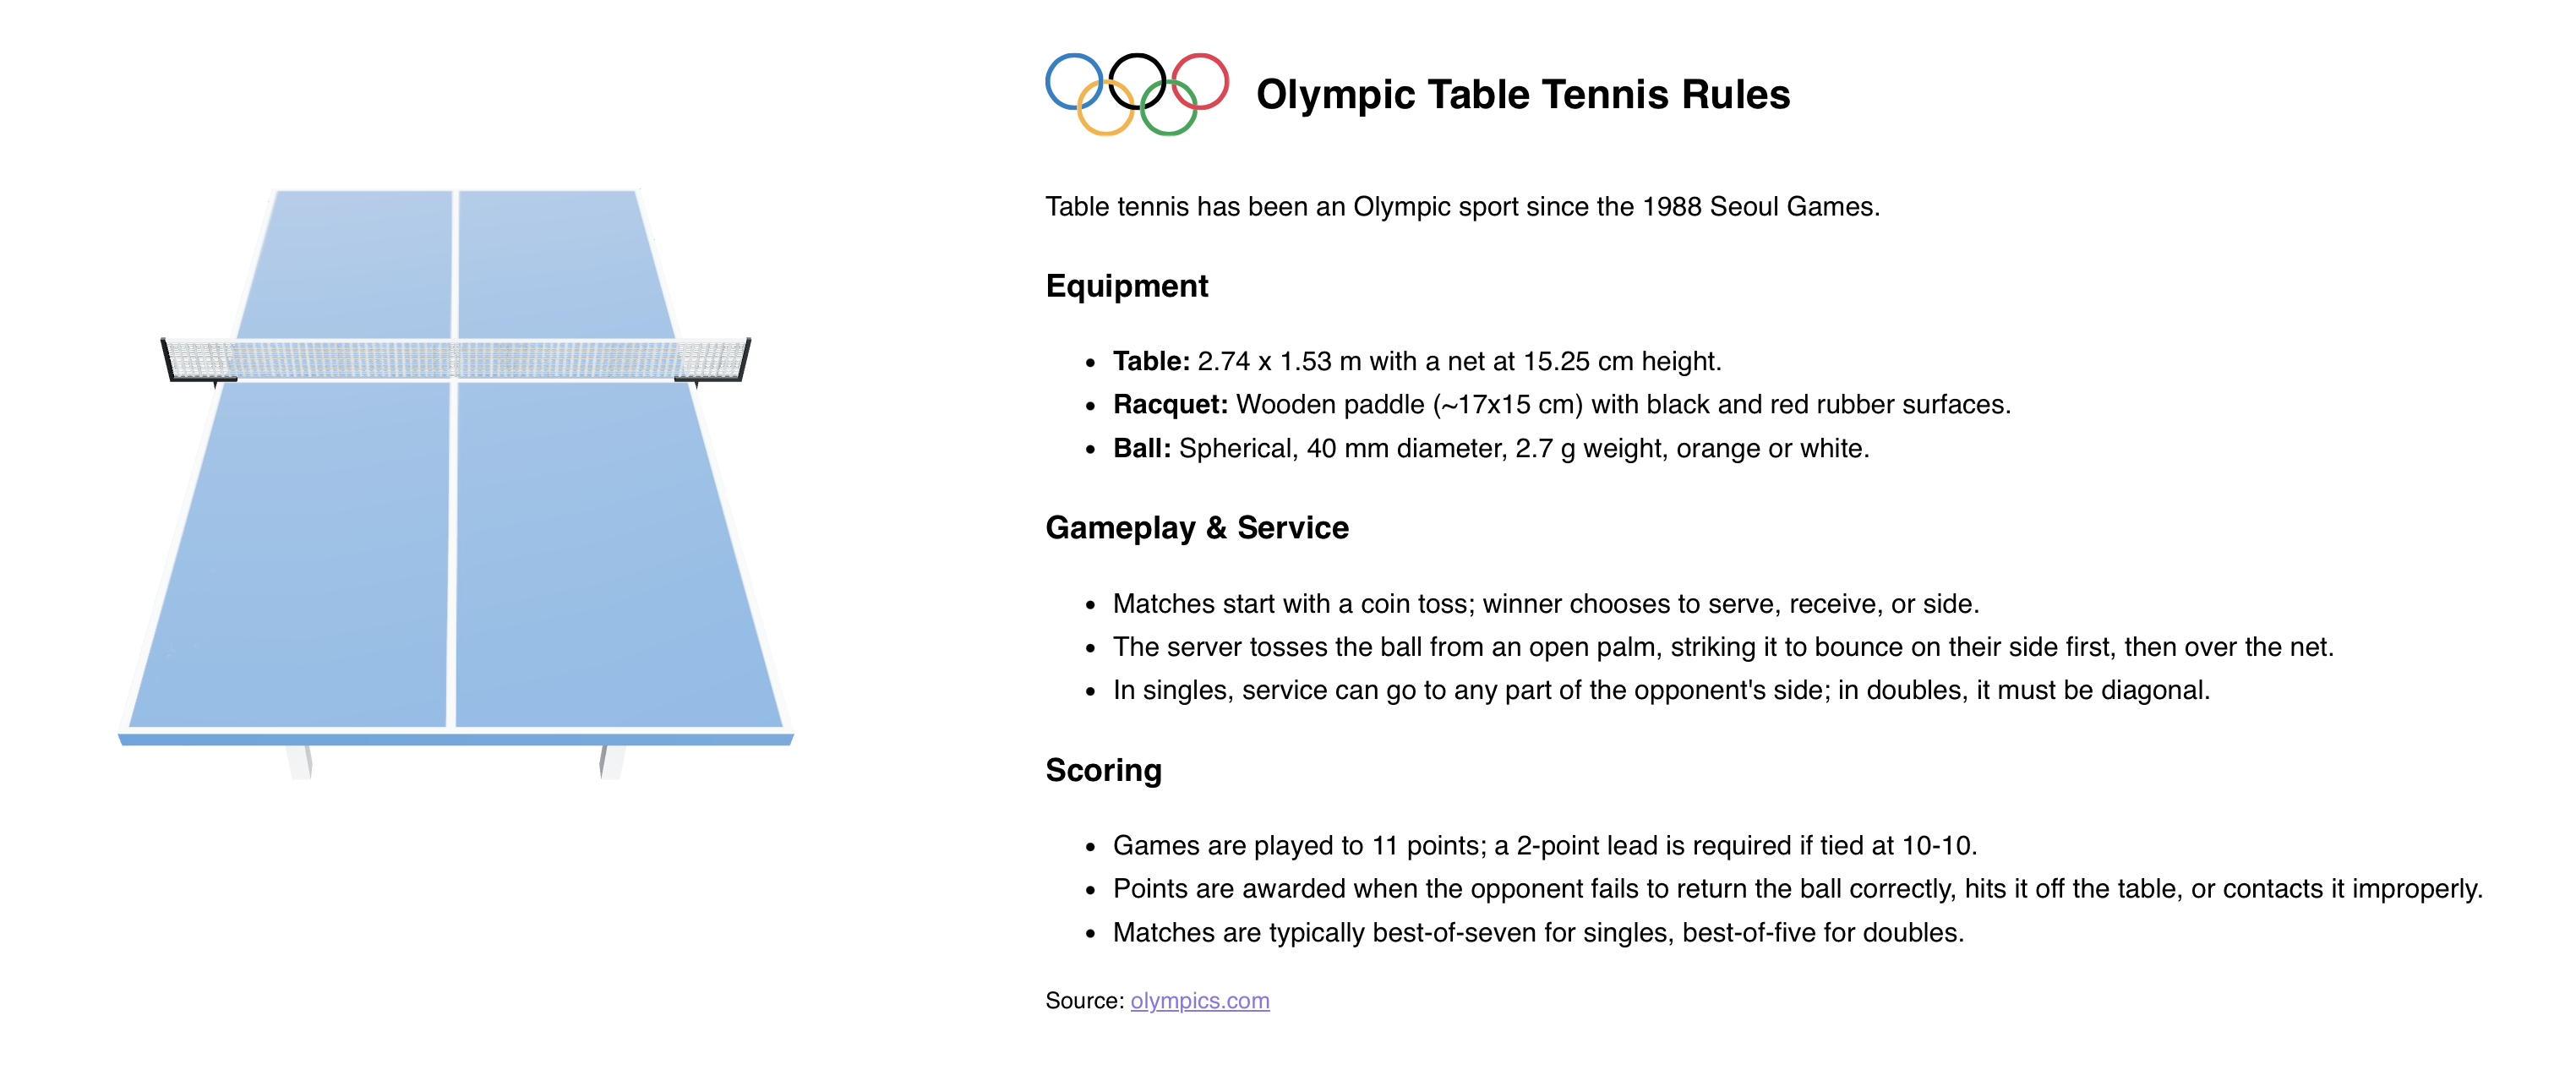 Olympic Table Tennis Rules
Table tennis has been an Olympic sport since the 1988 Seoul Games.
Equipment
• Table: 2.74 x 1.53 m with a net at 15.25 cm height.
• Racquet: Wooden paddle (~17x15 cm) with black and red rubber surfaces.
• Ball: Spherical, 40 mm diameter, 2.7 g weight, orange or white.
Gameplay & Service
• Matches start with a coin toss; winner chooses to serve, receive, or side.
• The server tosses the ball from an open palm, striking it to bounce on their side first, then over the net.
• In singles, service can go to any part of the opponent's side; in doubles, it must be diagonal.
Scoring
• Games are played to 11 points; a 2-point lead is required if tied at 10-10.
• Points are awarded when the opponent fails to return the ball correctly, hits it off the table, or contacts it improperly.
• Matches are typically best-of-seven for singles, best-of-five for doubles.
Source: olympics.com